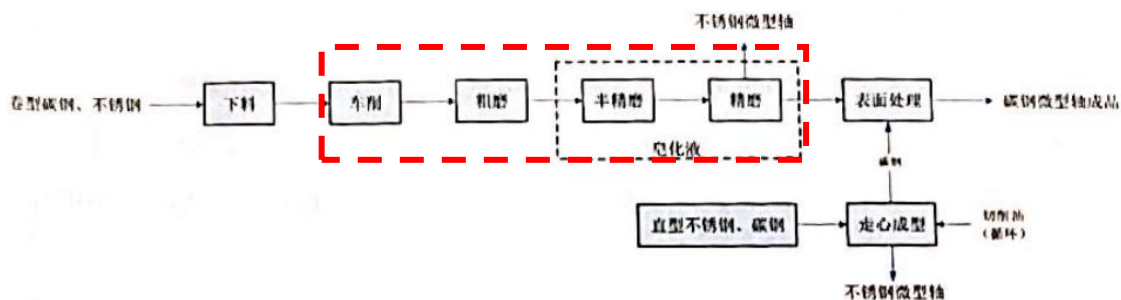 不锈钢微型轴
卷型碳钢、不锈钢
下料
车削
粗磨
半精磨
精磨
表面处理
碳钢微型轴成品
皂化液
碳钢
直型不锈钢、碳钢
走心成型
切削油
(循环)
不锈钢微型轴